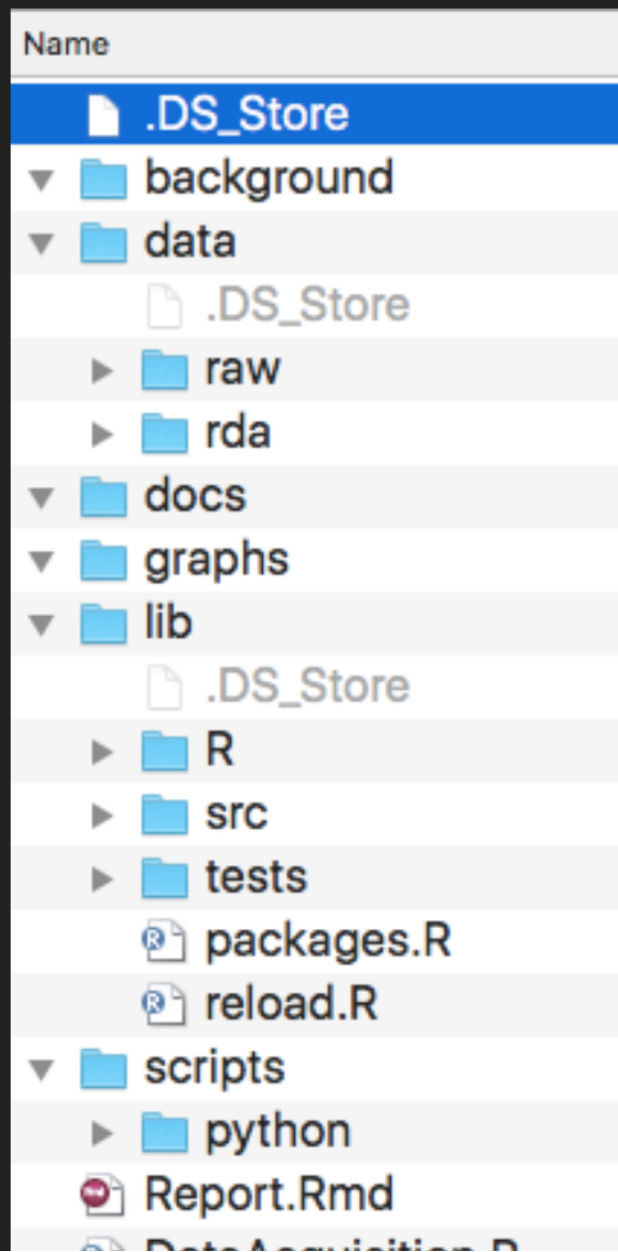 Name
.DS_Store
background
data
.DS_Store
raw
rda
docs
graphs
lib
.DS_Store
R
src
tests
packages.R
reload.R
scripts
python
Report.Rmd
DataAcquisition.R